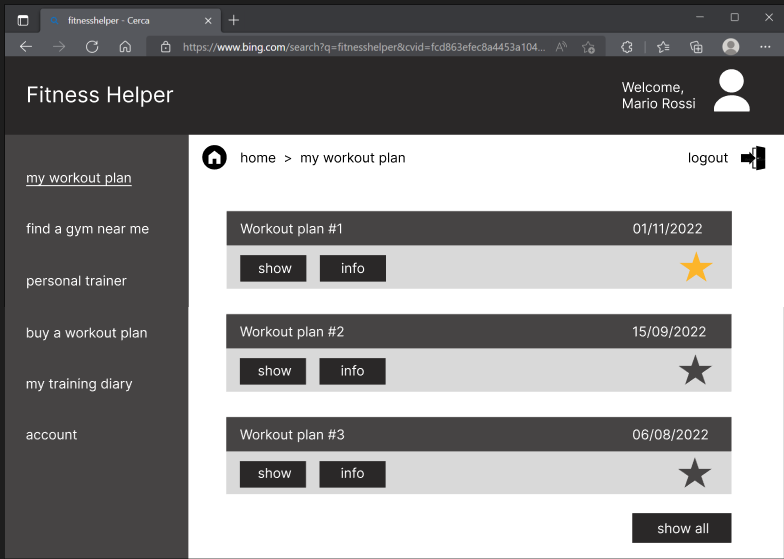 fitnesshelper - Cerca
https://www.bing.com/search?q=fitnesshelper&cvid=fcd863efec8a4453a104...
Fitness Helper
Welcome,
Mario Rossi
my workout plan
find a gym near me
personal trainer
buy a workout plan
my training diary
account
home > my workout plan
logout
Workout plan #1 01/11/2022
show info
Workout plan #2 15/09/2022
show info
Workout plan #3 06/08/2022
show info
show all